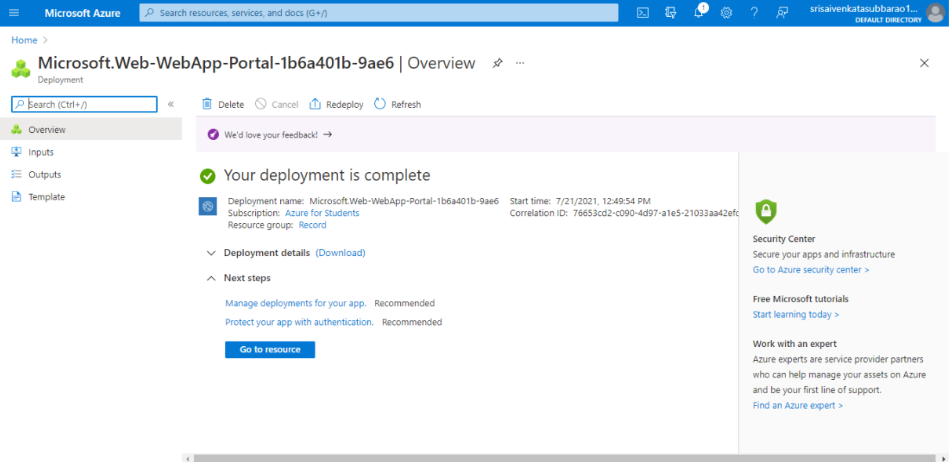 Microsoft Azure
Search resources, services, and docs (G+/)
1
srisaivenkatasubbarao1...
DEFAULT DIRECTORY
Home >
Microsoft.Web-WebApp-Portal-1b6a401b-9ae6 | Overview
Deployment
Search (Ctrl+/)
Overview
Inputs
Outputs
Template
Delete
Cancel
Redeploy
Refresh
We'd love your feedback! →
Your deployment is complete
Deployment name: Microsoft.Web-WebApp-Portal-1b6a401b-9ae6
Subscription: Azure for Students
Resource group: Record
Start time: 7/21/2021, 12:49:54 PM
Correlation ID: 76653cd2-c090-4d97-a1e5-21033aa42efc
Deployment details (Download)
Next steps
Manage deployments for your app. Recommended
Protect your app with authentication. Recommended
Go to resource
Security Center
Secure your apps and infrastructure
Go to Azure security center >
Free Microsoft tutorials
Start learning today >
Work with an expert
Azure experts are service provider partners
who can help manage your assets on Azure
and be your first line of support.
Find an Azure expert >